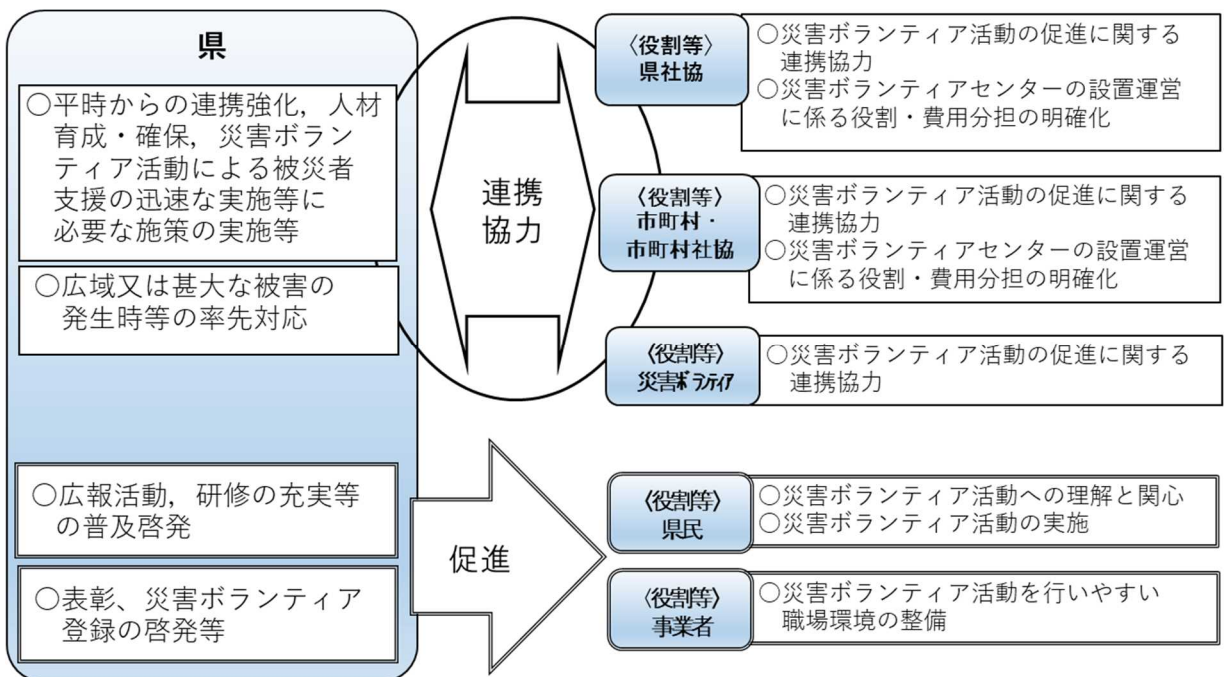 県
○平時からの連携強化，人材
育成・確保，災害ボラン
ティア活動による被災者
支援の迅速な実施等に
必要な施策の実施等
○広域又は甚大な被害の
発生時等の率先対応
○広報活動，研修の充実等
の普及啓発
○表彰、災害ボランティア
登録の啓発等
連携
協力
促進
〈役割等〉
県社協
○災害ボランティア活動の促進に関する
連携協力
○災害ボランティアセンターの設置運営
に係る役割・費用分担の明確化
〈役割等〉
市町村・
市町村社協
○災害ボランティア活動の促進に関する
連携協力
○災害ボランティアセンターの設置運営
に係る役割・費用分担の明確化
〈役割等〉
災害ﾎﾞﾗﾝﾃｨｱ
○災害ボランティア活動の促進に関する
連携協力
〈役割等〉
県民
○災害ボランティア活動への理解と関心
○災害ボランティア活動の実施
〈役割等〉
事業者
○災害ボランティア活動を行いやすい
職場環境の整備